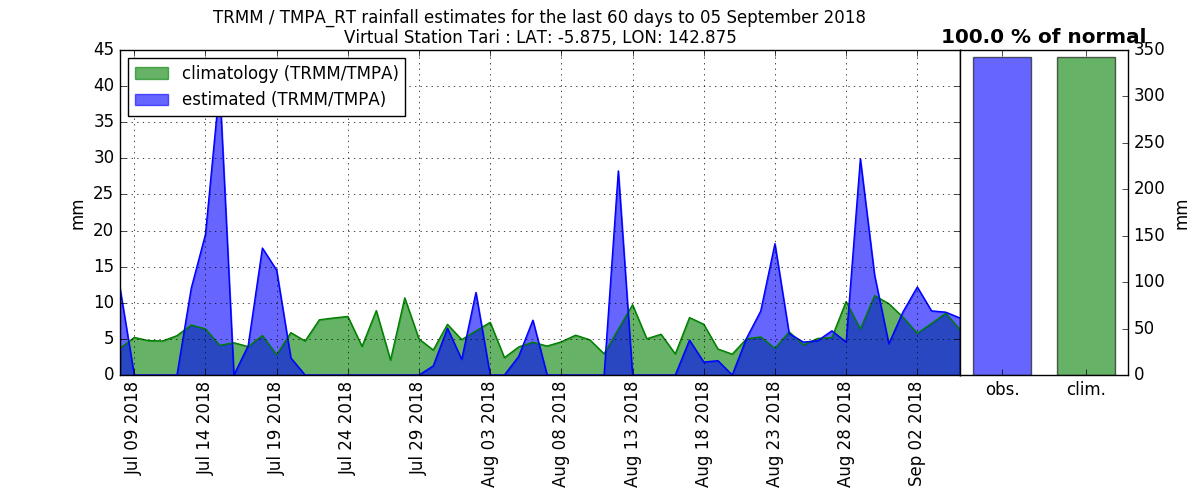 TRMM / TMPA_RT rainfall estimates for the last 60 days to 05 September 2018
Virtual Station Tari : LAT: -5.875, LON: 142.875
100.0 % of normal
climatology (TRMM/TMPA)
estimated (TRMM/TMPA)
mm
45
40
35
30
25
20
15
10
5
0
Jul 09 2018
Jul 14 2018
Jul 19 2018
Jul 24 2018
Jul 29 2018
Aug 03 2018
Aug 08 2018
Aug 13 2018
Aug 18 2018
Aug 23 2018
Aug 28 2018
Sep 02 2018
obs.
clim.
350
300
250
200
150
100
50
0
mm